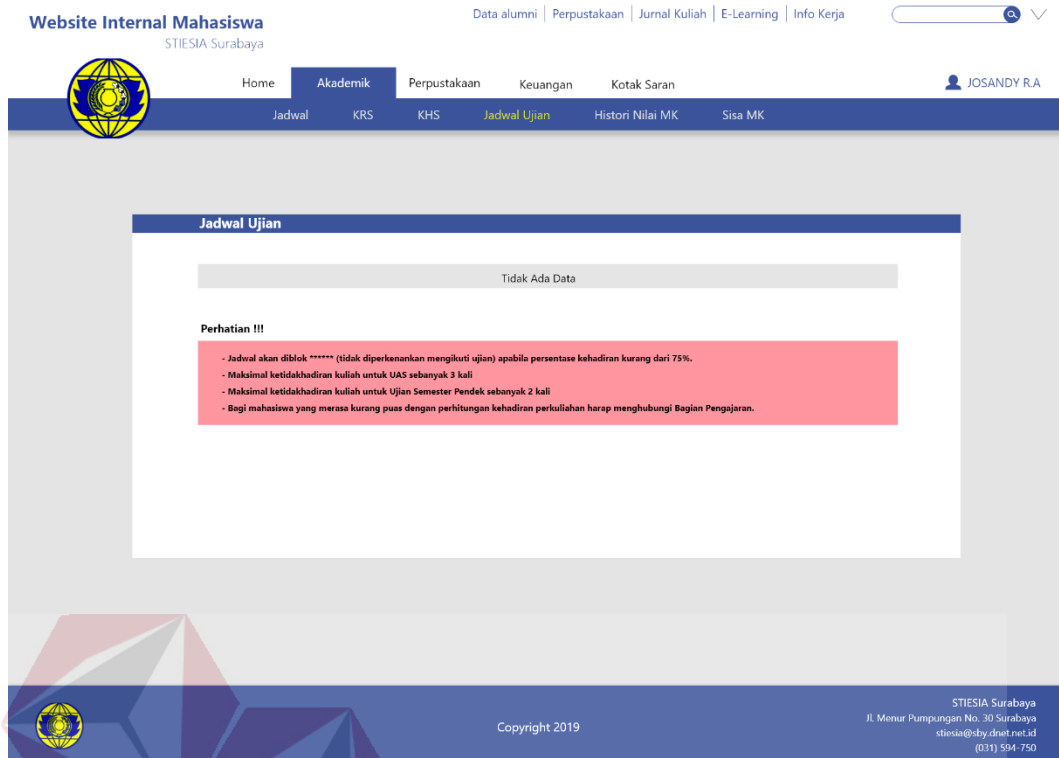 Website Internal Mahasiswa
STIESIA Surabaya
Data alumni | Perpustakaan | Jurnal Kuliah | E-Learning | Info Kerja
Home Akademik Perpustakaan Keuangan Kotak Saran
JOSANDY R.A
Jadwal KRS KHS Jadwal Ujian Histori Nilai MK Sisa MK
Jadwal Ujian
Tidak Ada Data
Perhatian !!!
- Jadwal akan diblok ****** (tidak diperkenankan mengikuti ujian) apabila persentase kehadiran kurang dari 75%.
- Maksimal ketidakhadiran kuliah untuk UAS sebanyak 3 kali
- Maksimal ketidakhadiran kuliah untuk Ujian Semester Pendek sebanyak 2 kali
- Bagi mahasiswa yang merasa kurang puas dengan perhitungan kehadiran perkuliahan harap menghubungi Bagian Pengajaran.
Copyright 2019
STIESIA Surabaya
Jl. Menur Pumpungan No. 30 Surabaya
stiesia@sby.dnet.net.id
(031) 594-750